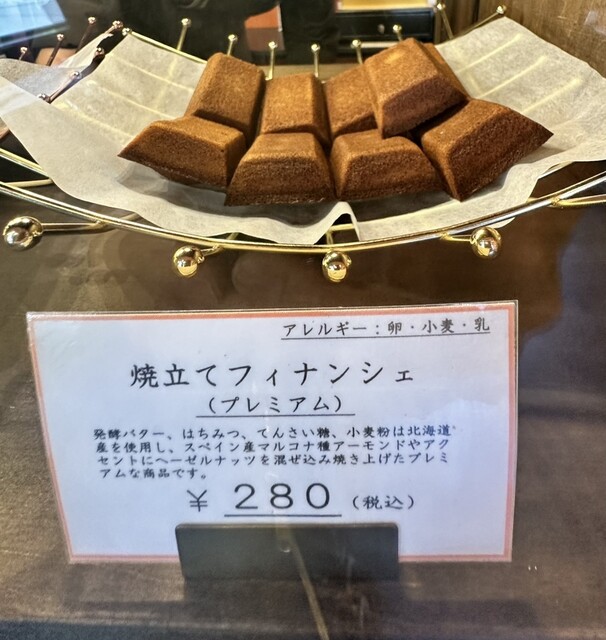 アレルギー：卵・小麦・乳
焼立てフィナンシェ
（プレミアム）
発酵バター、はちみつ、てんさい糖、小麦粉は北海道
産を使用し、スペイン産マルコナ種アーモンドやアク
セントにヘーゼルナッツを混ぜ込み焼き上げたプレミ
アムな商品です。
￥２８０（税込）